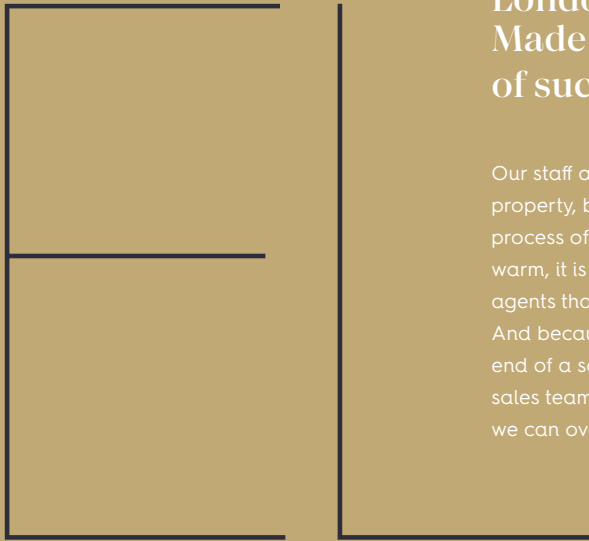 E L
Made
of suc
Our staff a
property, b
process of
warm, it is
agents tha
And becau
end of a s
sales team
we can ov